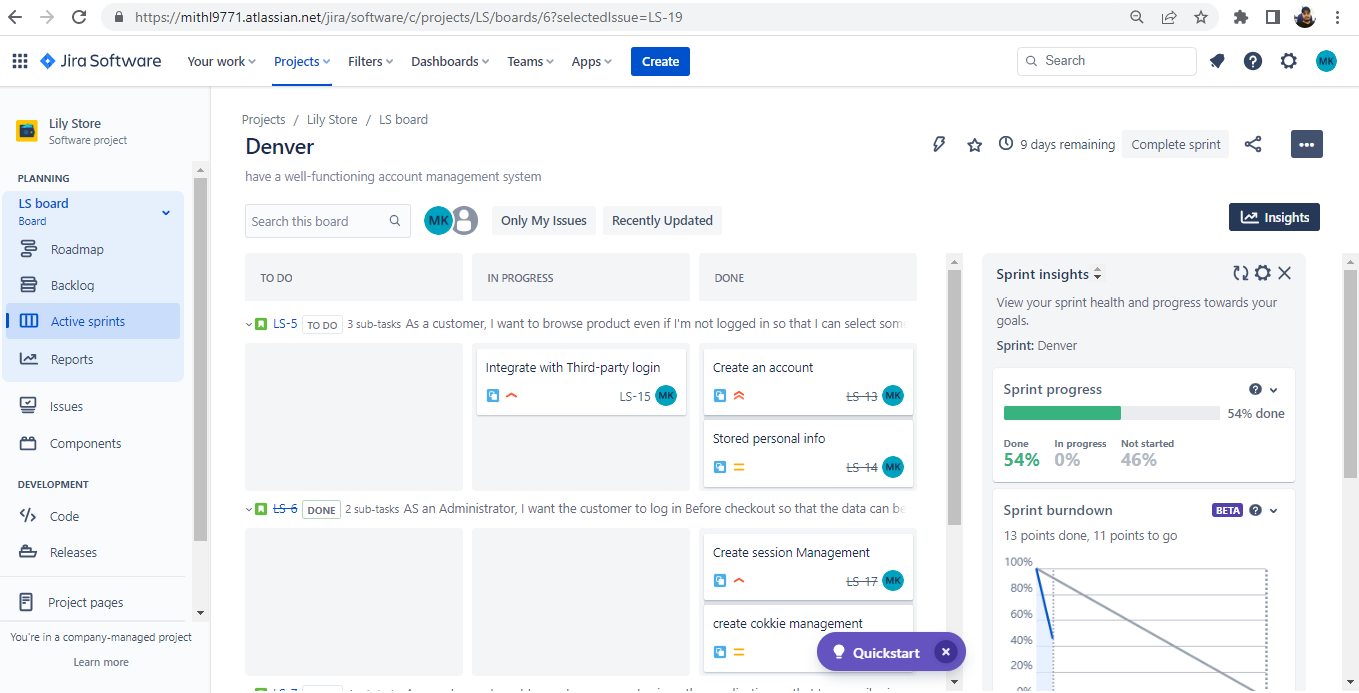 https://mithl9771.atlassian.net/jira/software/c/projects/LS/boards/6?selectedIssue=LS-19
Jira Software
Your work
Projects
Filters
Dashboards
Teams
Apps
Create
Search
MK
Lily Store
Software project
PLANNING
LS board
Board
Roadmap
Backlog
Active sprints
Reports
Issues
Components
DEVELOPMENT
Code
Releases
Project pages
You're in a company-managed project
Learn more
Projects / Lily Store / LS board
Denver
9 days remaining
Complete sprint
have a well-functioning account management system
Search this board
MK
Only My Issues
Recently Updated
Insights
TO DO
IN PROGRESS
DONE
LS-5 TO DO 3 sub-tasks As a customer, I want to browse product even if I'm not logged in so that I can select
Integrate with Third-party login
LS-15 MK
Create an account
LS-13 MK
Stored personal info
LS-14 MK
LS-6 DONE 2 sub-tasks AS an Administrator, I want the customer to log in Before checkout so that the data can be
Create session Management
LS-17 MK
create cokkie management
Quickstart
Sprint insights
View your sprint health and progress towards your
goals.
Sprint: Denver
Sprint progress
54% done
Done In progress Not started
54% 0% 46%
Sprint burndown
BETA
13 points done, 11 points to go
100%
80%
60%
40%
20%
0%